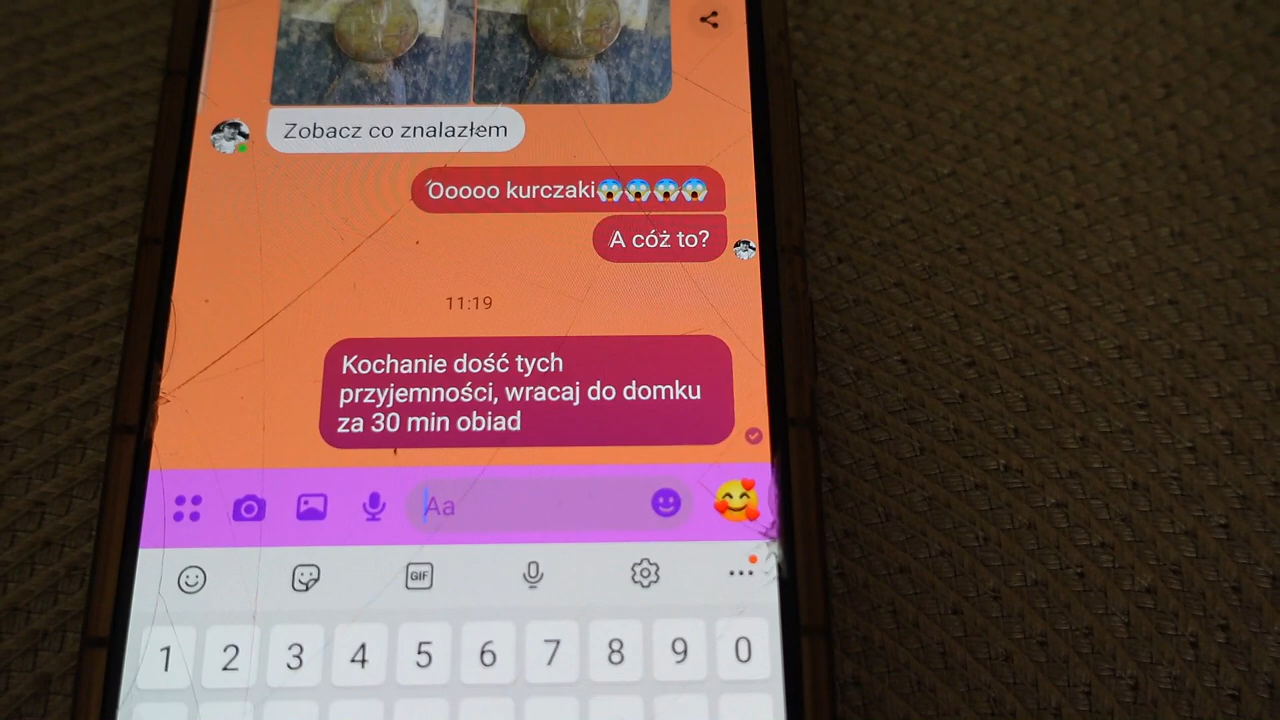 Zobacz co znalazłem
Ooooo kurczaki😱😱😱😱
A cóż to?
11:19
Kochanie dość tych
przyjemności, wracaj do domku
za 30 min obiad
Aa
GIF
1 2 3 4 5 6 7 8 9 0